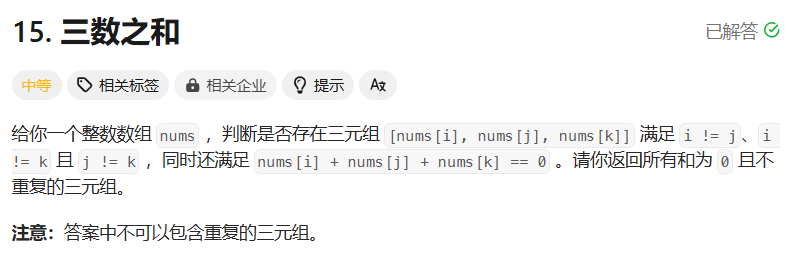 15. 三数之和
已解答
中等 相关标签 相关企业 提示
给你一个整数数组 nums ，判断是否存在三元组 [nums[i], nums[j], nums[k]] 满足 i != j、i
!= k 且 j != k ，同时还满足 nums[i] + nums[j] + nums[k] == 0 。请你返回所有和为 0 且不
重复的三元组。
注意：答案中不可以包含重复的三元组。